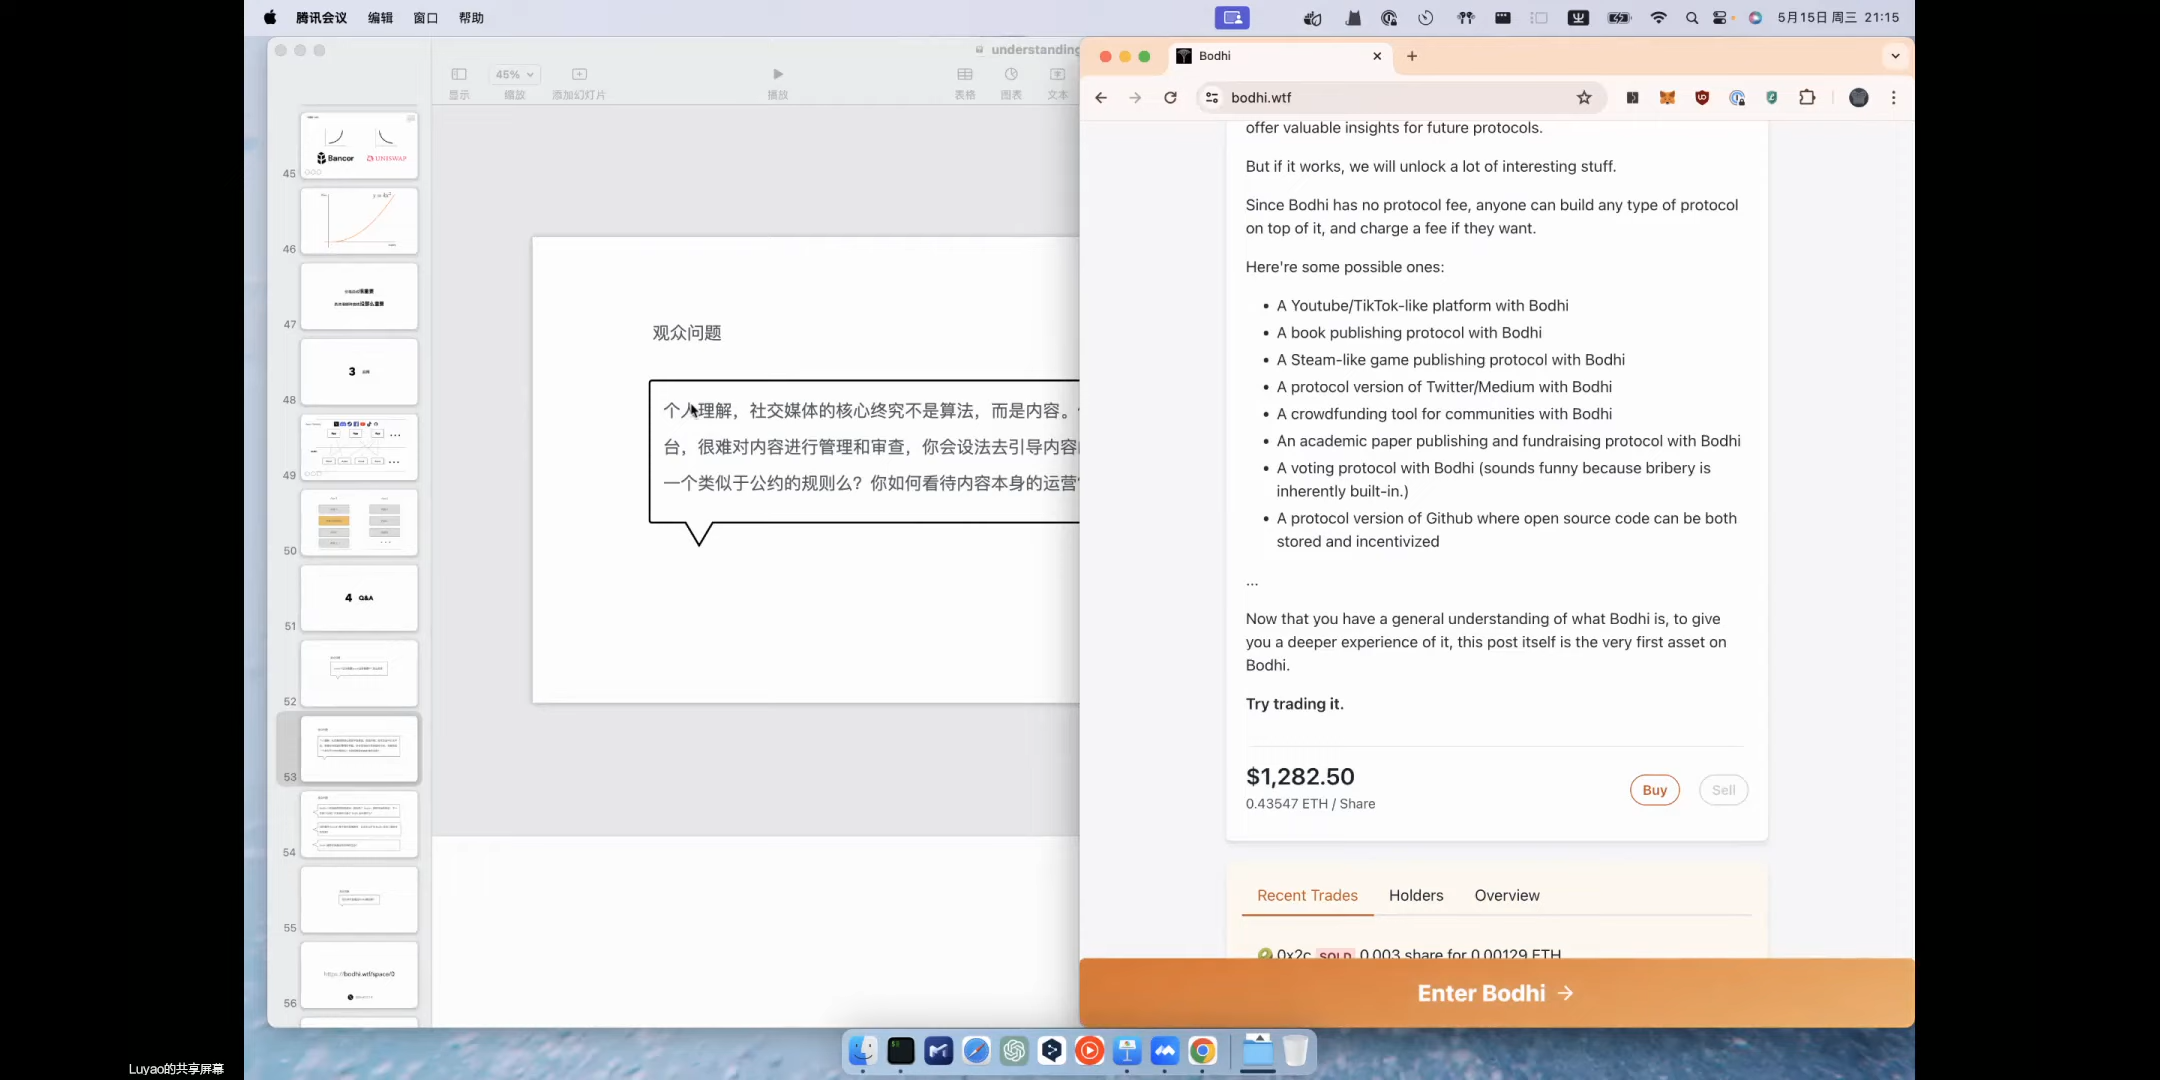 腾讯会议 编辑 窗口 帮助
5月15日 周三 21:15
understanding
45%
显示 缩放 添加幻灯片 播放 表格 图表 文本
45
Bancor UNISWAP
46
47
48
3
49
50
51
4 Q&A
52
53
54
55
56
https://bodhi.wtf/space/0
观众问题
个人理解，社交媒体的核心终究不是算法，而是内容。
台，很难对内容进行管理和审查，你会设法去引导内容
一个类似于公约的规则么？你如何看待内容本身的运营
Bodhi
bodhi.wtf
offer valuable insights for future protocols.
But if it works, we will unlock a lot of interesting stuff.
Since Bodhi has no protocol fee, anyone can build any type of protocol
on top of it, and charge a fee if they want.
Here're some possible ones:
• A Youtube/TikTok-like platform with Bodhi
• A book publishing protocol with Bodhi
• A Steam-like game publishing protocol with Bodhi
• A protocol version of Twitter/Medium with Bodhi
• A crowdfunding tool for communities with Bodhi
• An academic paper publishing and fundraising protocol with Bodhi
• A voting protocol with Bodhi (sounds funny because bribery is
inherently built-in.)
• A protocol version of Github where open source code can be both
stored and incentivized
...
Now that you have a general understanding of what Bodhi is, to give
you a deeper experience of it, this post itself is the very first asset on
Bodhi.
Try trading it.
$1,282.50
0.43547 ETH / Share
Buy Sell
Recent Trades Holders Overview
0x2c SOLD 0.003 share for 0.00129 ETH
Enter Bodhi →
Luyao的共享屏幕